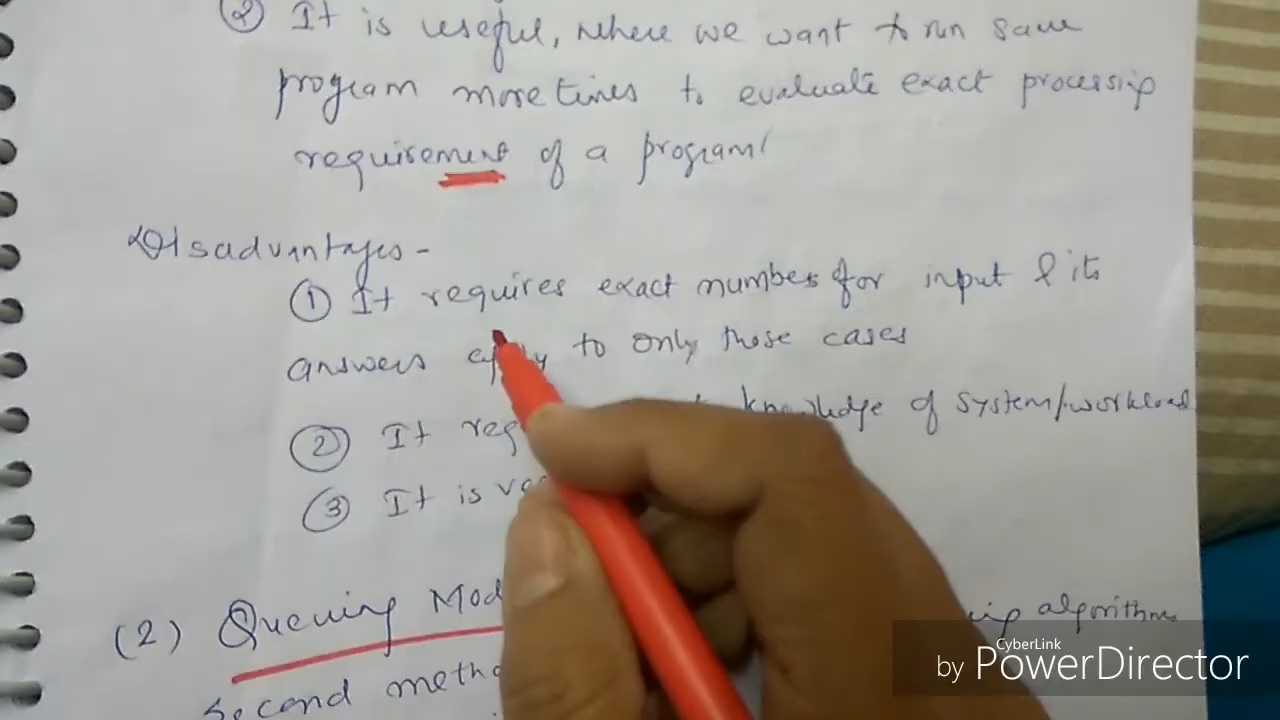 ② It is useful, where we want to run same
program more times to evaluate exact processing
requirement of a program
Disadvantages -
① It requires exact number for input & its
answers apply to only those cases
② It req knowledge of system/workload
③ It is ve
(2) Queuing Mod algorithms
Second metho
CyberLink
by PowerDirector